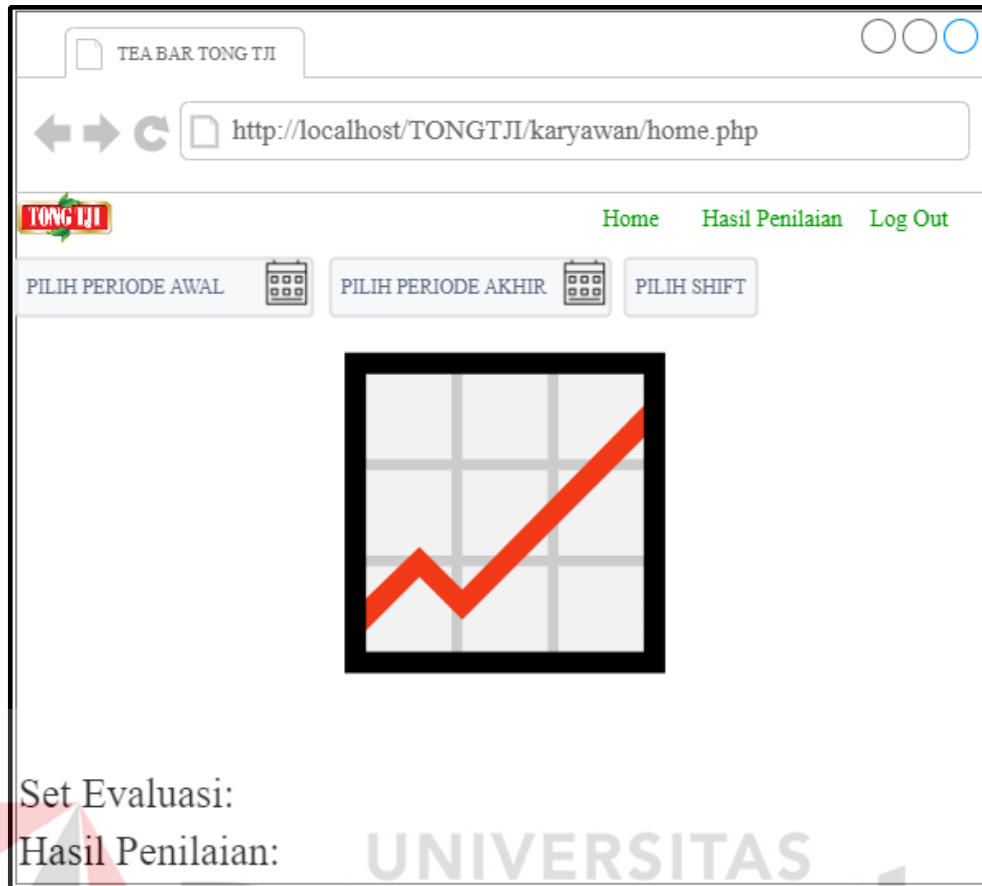 TEA BAR TONG TJI
http://localhost/TONGTJI/karyawan/home.php
TONG TJI
Home Hasil Penilaian Log Out
PILIH PERIODE AWAL PILIH PERIODE AKHIR PILIH SHIFT
Set Evaluasi:
Hasil Penilaian:
UNIVERSITAS